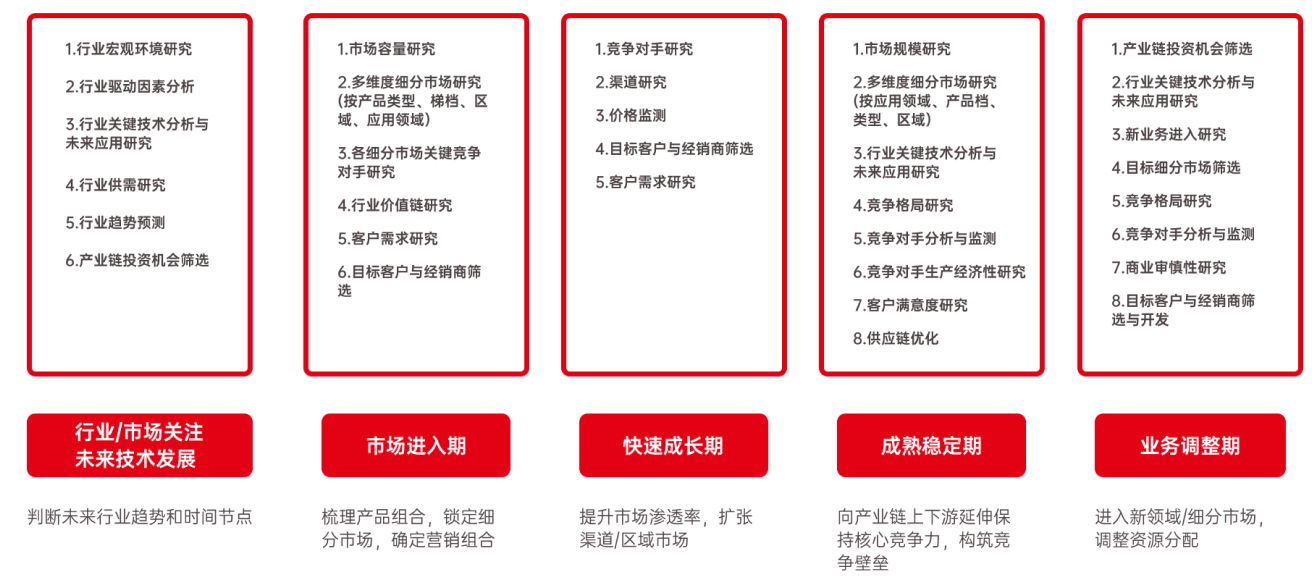 1.行业宏观环境研究
2.行业驱动因素分析
3.行业关键技术分析与
未来应用研究
4.行业供需研究
5.行业趋势预测
6.产业链投资机会筛选
行业/市场关注
未来技术发展
判断未来行业趋势和时间节点
1.市场容量研究
2.多维度细分市场研究
(按产品类型、梯档、区
域、应用领域)
3.各细分市场关键竞争
对手研究
4.行业价值链研究
5.客户需求研究
6.目标客户与经销商筛
选
市场进入期
梳理产品组合，锁定细
分市场，确定营销组合
1.竞争对手研究
2.渠道研究
3.价格监测
4.目标客户与经销商筛选
5.客户需求研究
快速成长期
提升市场渗透率，扩张
渠道/区域市场
1.市场规模研究
2.多维度细分市场研究
(按应用领域、产品档、
类型、区域)
3.行业关键技术分析与
未来应用研究
4.竞争格局研究
5.竞争对手分析与监测
6.竞争对手生产经济性研究
7.客户满意度研究
8.供应链优化
成熟稳定期
向产业链上下游延伸保
持核心竞争力，构筑竞
争壁垒
1.产业链投资机会筛选
2.行业关键技术分析与
未来应用研究
3.新业务进入研究
4.目标细分市场筛选
5.竞争格局研究
6.竞争对手分析与监测
7.商业审慎性研究
8.目标客户与经销商筛
选与开发
业务调整期
进入新领域/细分市场，
调整资源分配